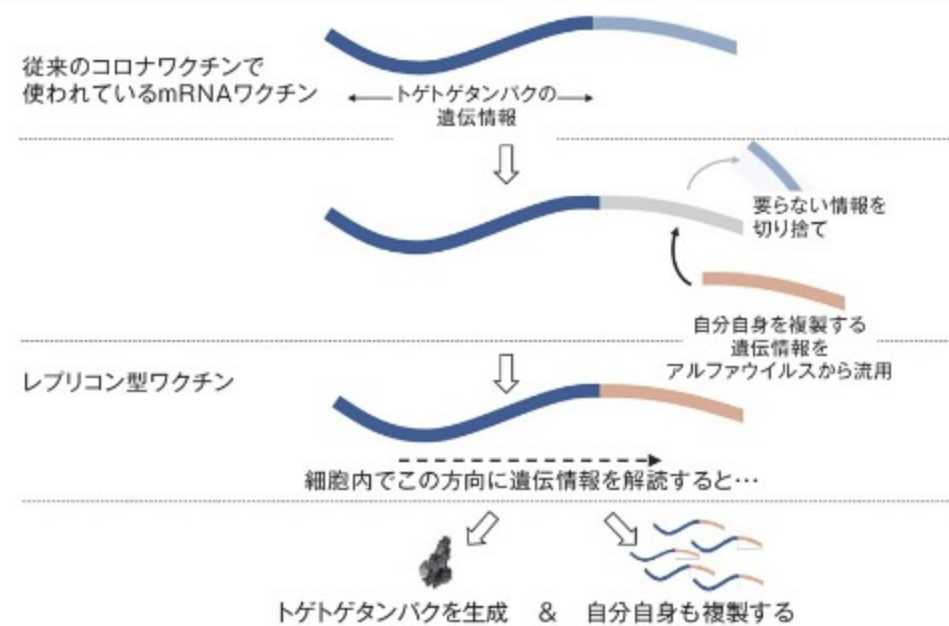 従来のコロナワクチンで
使われているmRNAワクチン
トゲトゲタンパクの
遺伝情報
要らない情報を
切り捨て
自分自身を複製する
遺伝情報を
アルファウイルスから流用
レプリコン型ワクチン
細胞内でこの方向に遺伝情報を解読すると…
トゲトゲタンパクを生成 & 自分自身も複製する